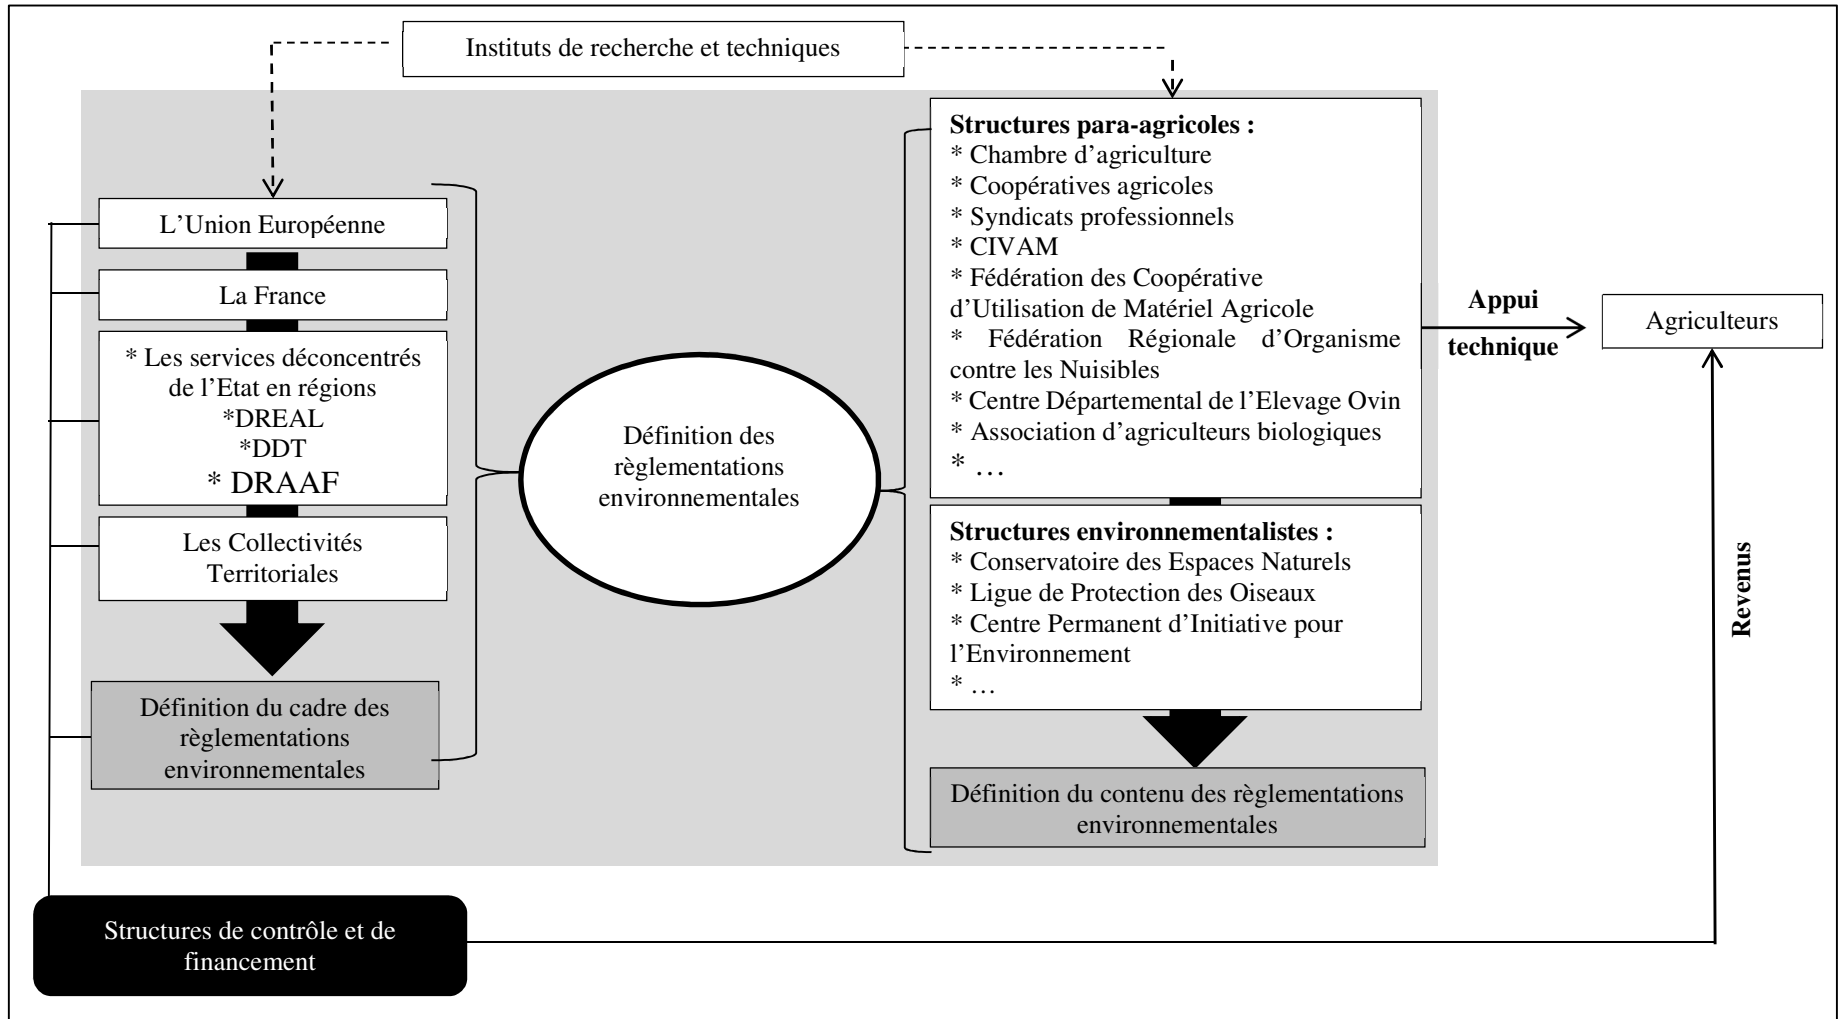 Instituts de recherche et techniques
L’Union Européenne
La France
* Les services déconcentrés
de l’Etat en régions
*DREAL
*DDT
* DRAAF
Les Collectivités
Territoriales
Définition du cadre des
règlementations
environnementales
Définition des
règlementations
environnementales
Structures para-agricoles :
* Chambre d’agriculture
* Coopératives agricoles
* Syndicats professionnels
* CIVAM
* Fédération des Coopérative
d’Utilisation de Matériel Agricole
* Fédération Régionale d’Organisme
contre les Nuisibles
* Centre Départemental de l’Elevage Ovin
* Association d’agriculteurs biologiques
* …
Structures environnementalistes :
* Conservatoire des Espaces Naturels
* Ligue de Protection des Oiseaux
* Centre Permanent d’Initiative pour
l’Environnement
* …
Définition du contenu des règlementations
environnementales
Appui
technique
Agriculteurs
Revenus
Structures de contrôle et de
financement